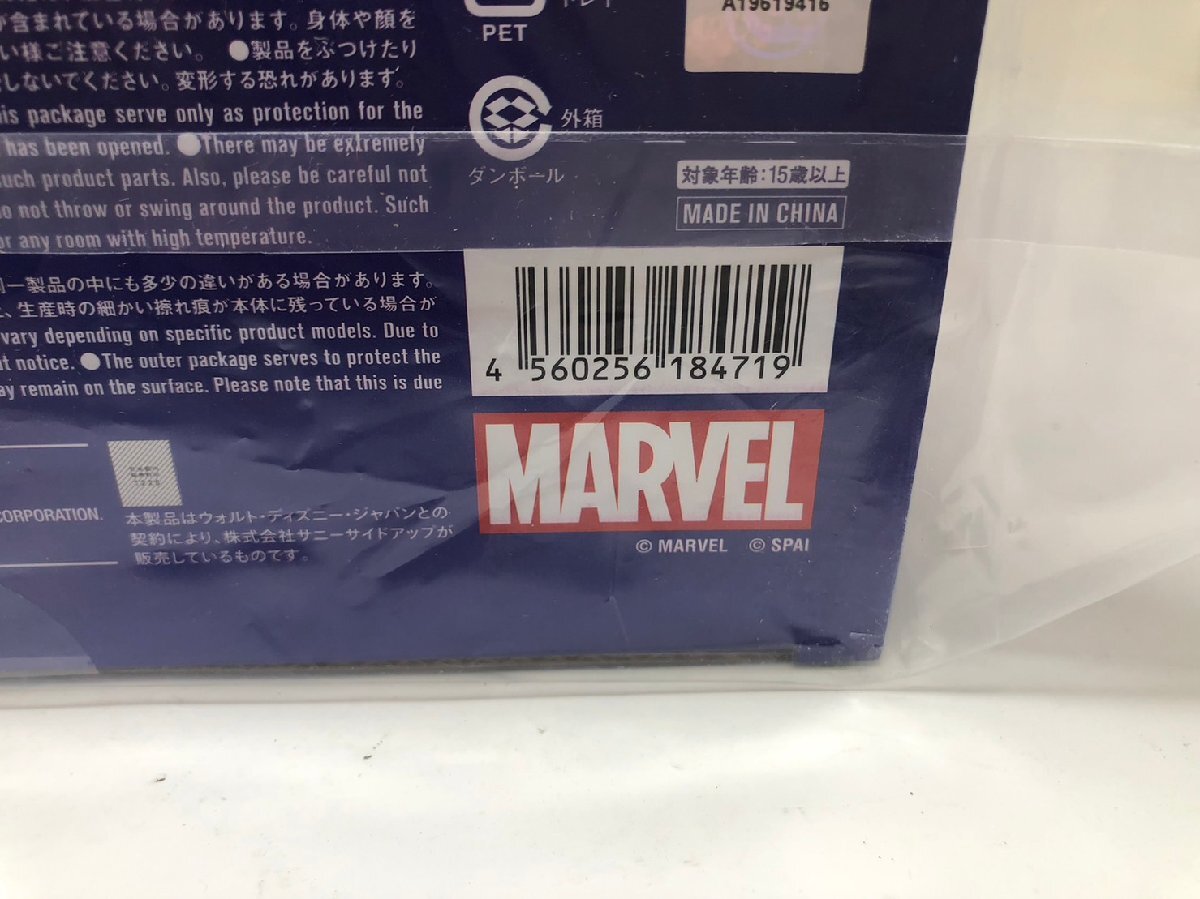 が含まれている場合があります。身体や顔を
い様ご注意ください。 ●製品をぶつけたり
しないでください。変形する恐れがあります。
his package serve only as protection for the
has been opened. ●There may be extremely
such product parts. Also, please be careful not
o not throw or swing around the product. Such
or any room with high temperature.
一製品の中にも多少の違いがある場合があります。
、生産時の細かい擦れ痕が本体に残っている場合が
vary depending on specific product models. Due to
t notice. ●The outer package serves to protect the
ay remain on the surface. Please note that this is due
CORPORATION.
本製品はウォルト・ディズニー・ジャパンとの
契約により、株式会社サニーサイドアップが
販売しているものです。
トレイ
PET
外箱
ダンボール
A19619416
対象年齢:15歳以上
MADE IN CHINA
4 560256 184719
MARVEL
© MARVEL © SPAI